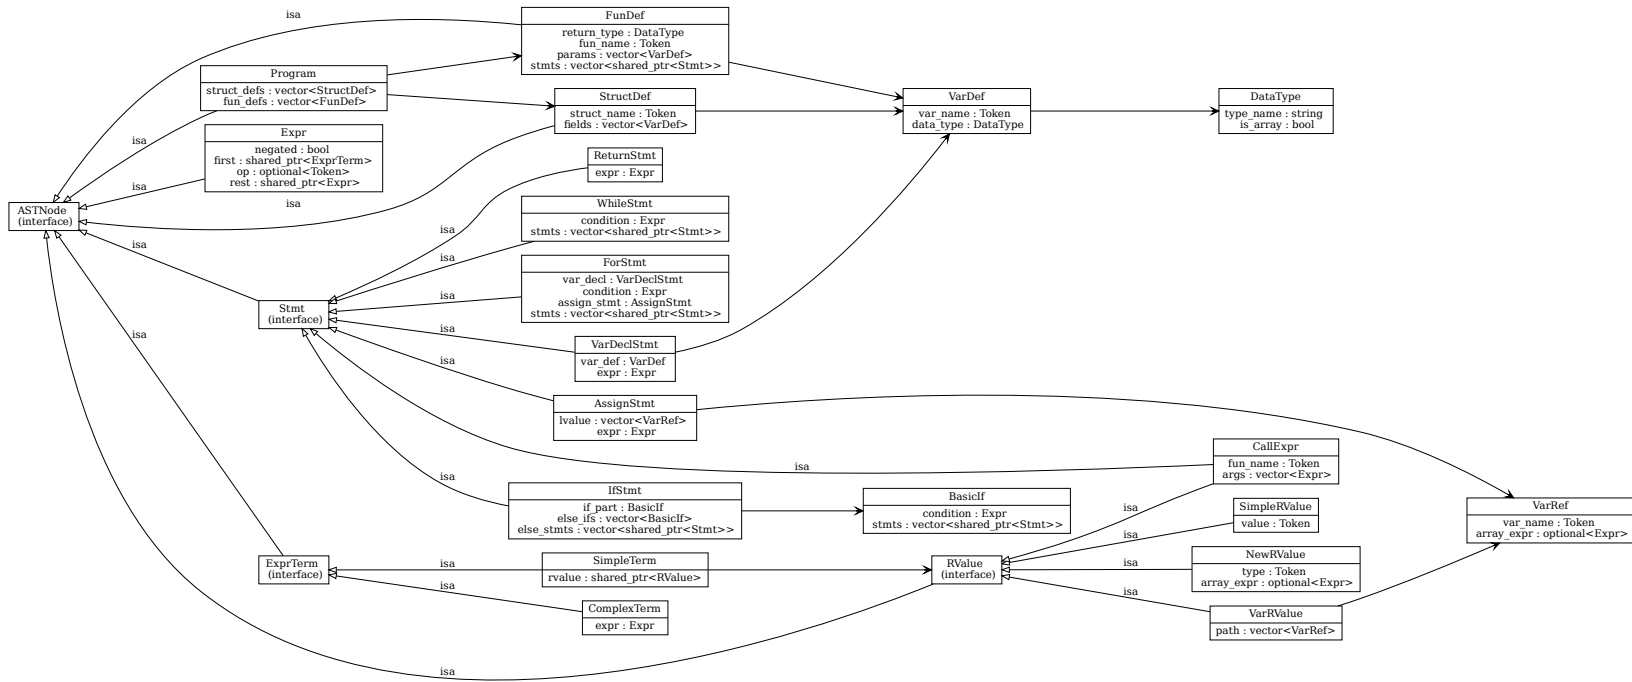 isa
FunDef
return_type : DataType
fun_name : Token
params : vector<VarDef>
stmts : vector<shared_ptr<Stmt>>
Program
struct_defs : vector<StructDef>
fun_defs : vector<FunDef>
StructDef
struct_name : Token
fields : vector<VarDef>
VarDef
var_name : Token
data_type : DataType
DataType
type_name : string
is_array : bool
isa
Expr
negated : bool
first : shared_ptr<ExprTerm>
op : optional<Token>
rest : shared_ptr<Expr>
isa
ReturnStmt
expr : Expr
ASTNode
(interface)
isa
isa
isa
WhileStmt
condition : Expr
stmts : vector<shared_ptr<Stmt>>
isa
isa
ForStmt
var_decl : VarDeclStmt
condition : Expr
assign_stmt : AssignStmt
stmts : vector<shared_ptr<Stmt>>
isa
Stmt
(interface)
isa
isa
VarDeclStmt
var_def : VarDef
expr : Expr
isa
AssignStmt
lvalue : vector<VarRef>
expr : Expr
isa
CallExpr
fun_name : Token
args : vector<Expr>
isa
IfStmt
if_part : BasicIf
else_ifs : vector<BasicIf>
else_stmts : vector<shared_ptr<Stmt>>
BasicIf
condition : Expr
stmts : vector<shared_ptr<Stmt>>
isa
SimpleRValue
value : Token
VarRef
var_name : Token
array_expr : optional<Expr>
isa
ExprTerm
(interface)
isa
SimpleTerm
rvalue : shared_ptr<RValue>
RValue
(interface)
isa
NewRValue
type : Token
array_expr : optional<Expr>
isa
ComplexTerm
expr : Expr
isa
VarRValue
path : vector<VarRef>
isa